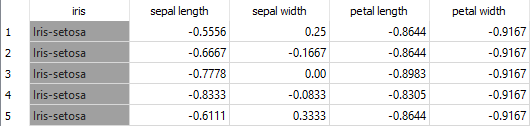 iris sepal length sepal width petal length petal width
1 Iris-setosa -0.5556 0.25 -0.8644 -0.9167
2 Iris-setosa -0.6667 -0.1667 -0.8644 -0.9167
3 Iris-setosa -0.7778 0.00 -0.8983 -0.9167
4 Iris-setosa -0.8333 -0.0833 -0.8305 -0.9167
5 Iris-setosa -0.6111 0.3333 -0.8644 -0.9167